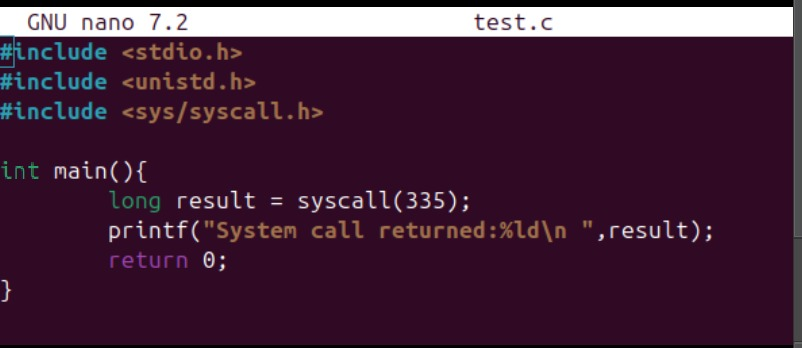 GNU nano 7.2 test.c
#include <stdio.h>
#include <unistd.h>
#include <sys/syscall.h>
int main(){
long result = syscall(335);
printf("System call returned:%ld\n ",result);
return 0;
}